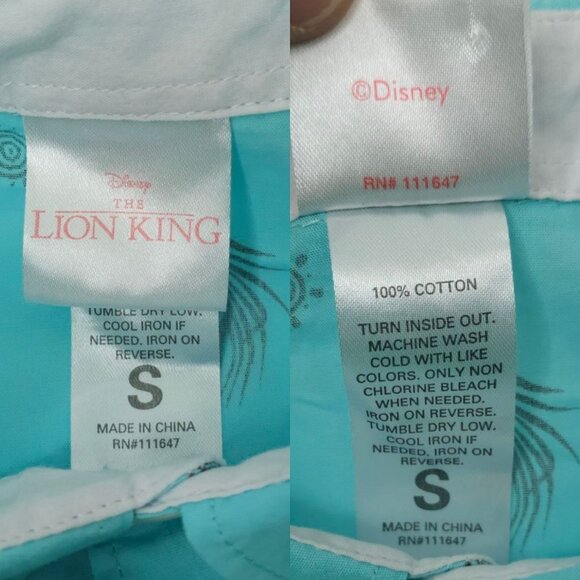 Disney
THE
LION KING
TUMBLE DRY LOW.
COOL IRON IF
NEEDED. IRON ON
REVERSE.
S
MADE IN CHINA
RN#111647
©Disney
RN# 111647
100% COTTON
TURN INSIDE OUT.
MACHINE WASH
COLD WITH LIKE
COLORS. ONLY NON
CHLORINE BLEACH
WHEN NEEDED.
IRON ON REVERSE.
TUMBLE DRY LOW.
COOL IRON IF
NEEDED. IRON ON
REVERSE.
S
MADE IN CHINA
RN#111647